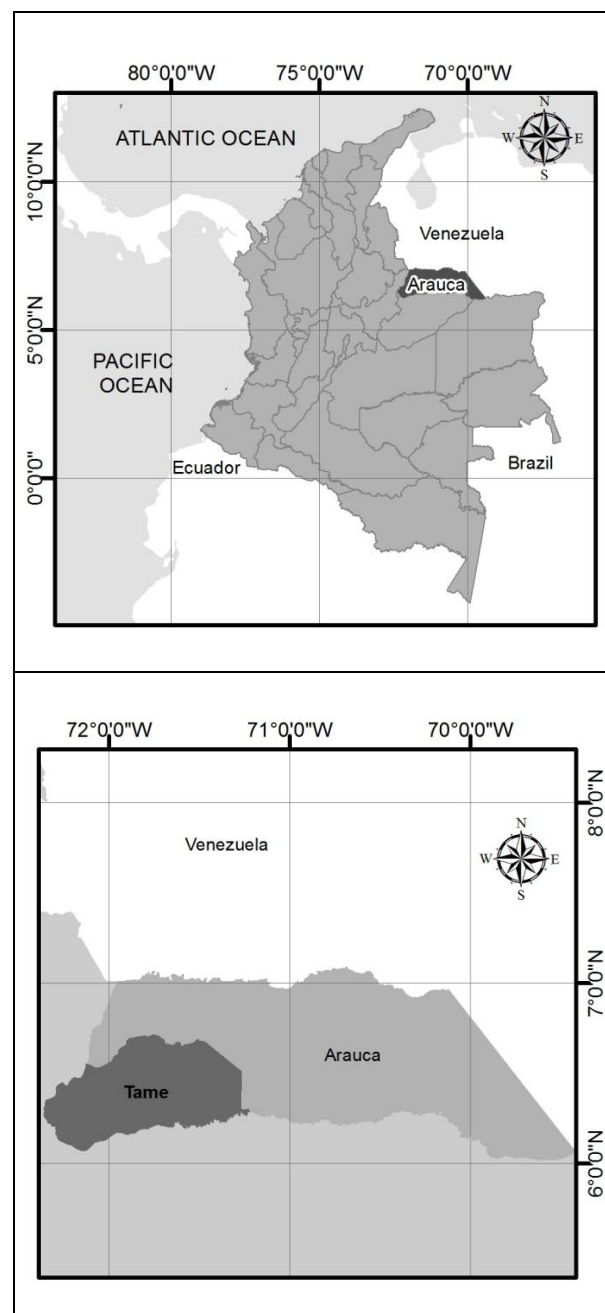 80°0'0"W 75°0'0"W 70°0'0"W
N
ATLANTIC OCEAN
W E
S
10°0'0"N
Venezuela
Arauca
5°0'0"N
PACIFIC
OCEAN
Ecuador
Brazil
0°0'0"
72°0'0"W 71°0'0"W 70°0'0"W
8°0'0"N
N
Venezuela
W E
S
7°0'0"N
Arauca
Tame
6°0'0"N